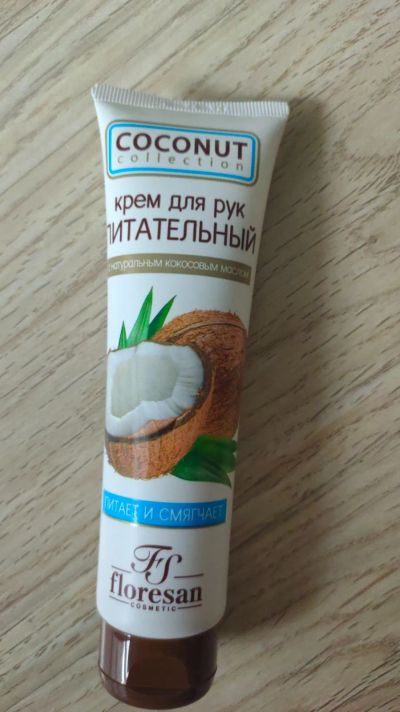 COCONUT
collection
крем для рук
ПИТАТЕЛЬНЫЙ
с натуральным кокосовым маслом
ПИТАЕТ И СМЯГЧАЕТ
FS
floresan
COSMETIC